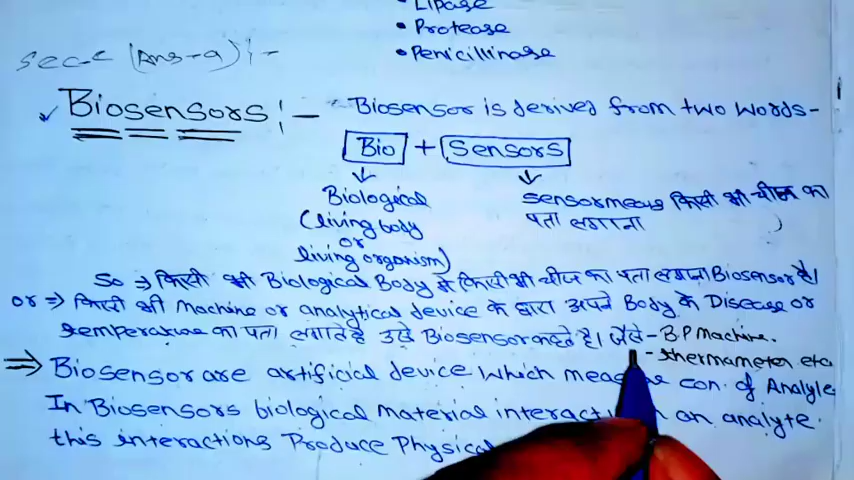 • Lipase
• Protease
• Penicillinase
Sec-C (Ans-9) :-
✓ Biosensors :- Biosensor is derived from two words-
Bio + Sensors
Biological
(living body
or
living organism)
Sensor means किसी भी चीज का
पता लगाना
So ⇒ किसी भी Biological Body में किसी भी चीज का पता लगाना Biosensor है।
or ⇒ किसी भी Machine or analytical device के द्वारा अपने Body के Disease or
temperature का पता लगाते है उसे Biosensor कहते है। जैसे - B.P Machine.
- thermameter etc
⇒ Biosensor are artificial device which con. of Analyte
In Biosensors biological material an analyte.
this interactions Produce Physical